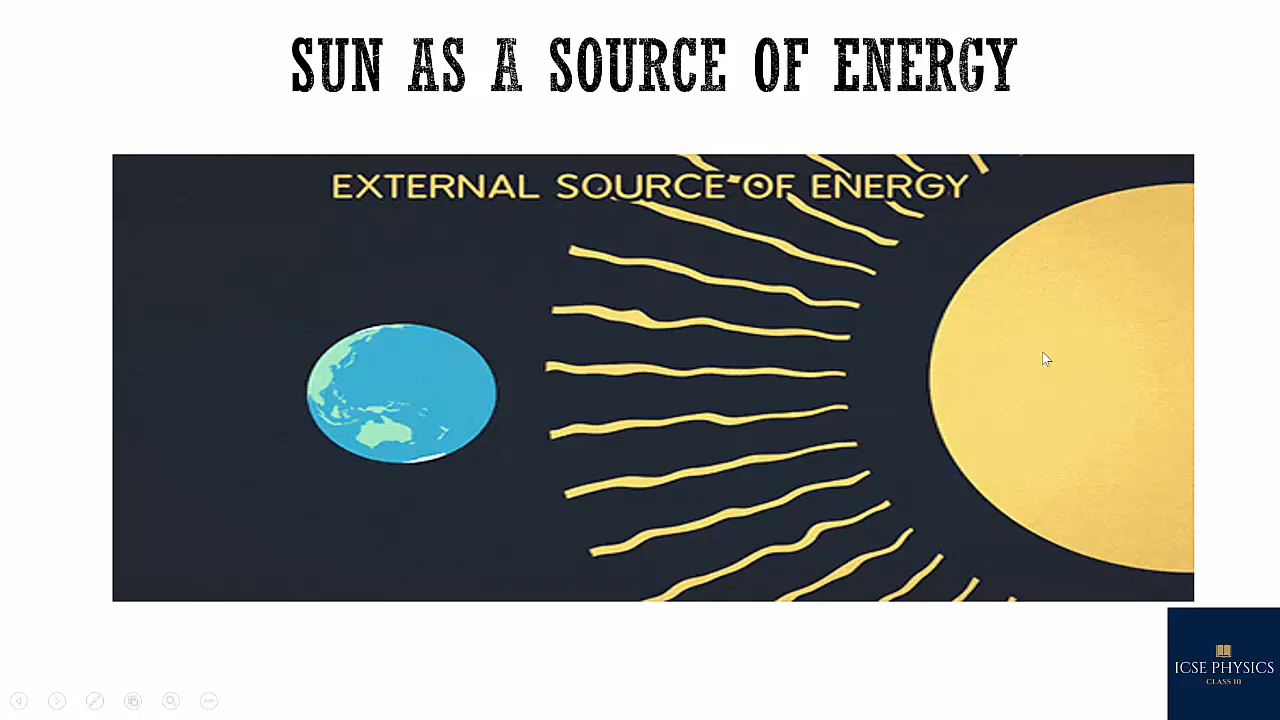 SUN AS A SOURCE OF ENERGY
EXTERNAL SOURCE OF ENERGY
ICSE PHYSICS
CLASS 10